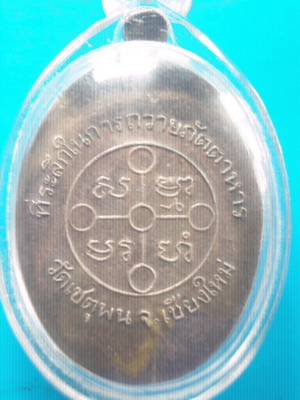 ที่ระลึกในการถวายภัตตาหาร
วัดเชตุพน จ.เชียงใหม่